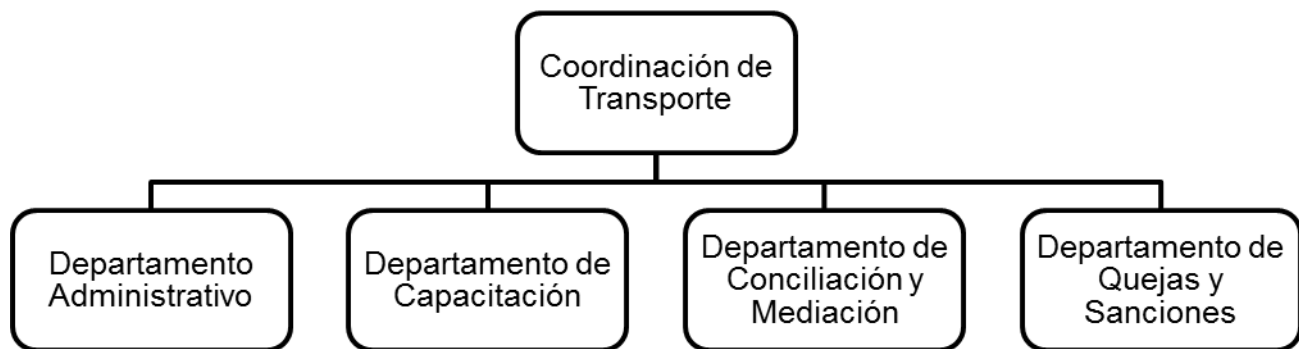 Coordinación de
Transporte
Departamento
Administrativo
Departamento de
Capacitación
Departamento de
Conciliación y
Mediación
Departamento de
Quejas y
Sanciones